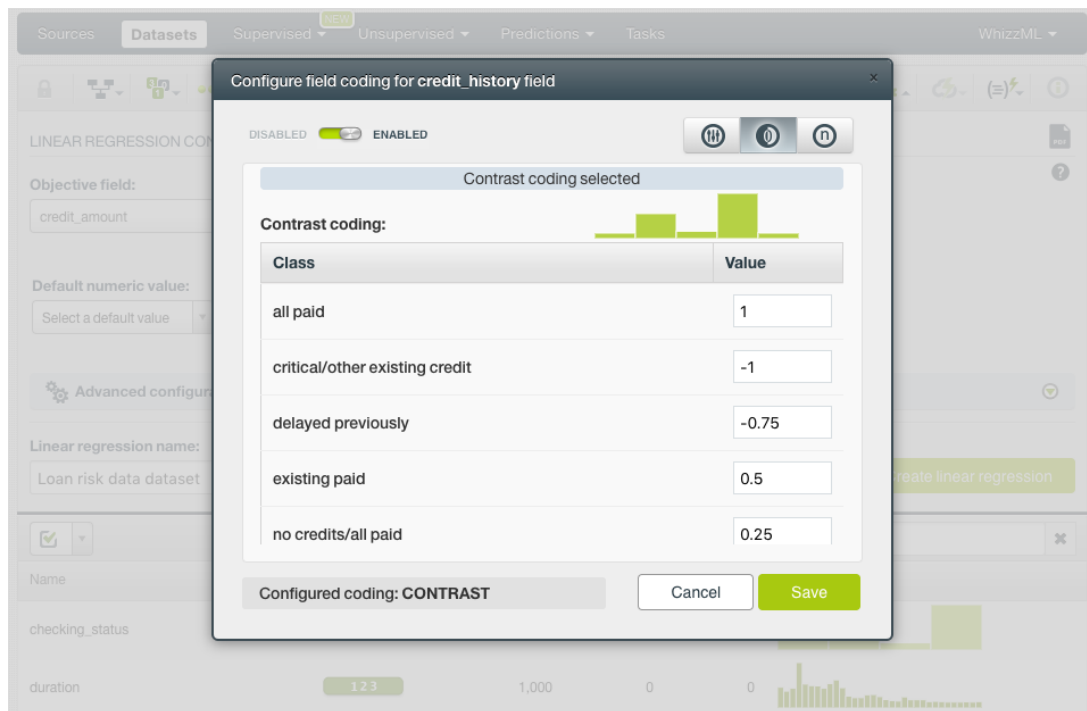 NEW
Sources Datasets Supervised Unsupervised Predictions Tasks WhizzML
Configure field coding for credit_history field ×
DISABLED ENABLED n
LINEAR REGRESSION CON
PDF
?
Contrast coding selected
Objective field:
credit_amount
Contrast coding:
Class Value
all paid 1
Default numeric value:
Select a default value
critical/other existing credit -1
Advanced configura
delayed previously -0.75
Linear regression name:
Loan risk data dataset
existing paid 0.5
reate linear regression
no credits/all paid 0.25
Name
Configured coding: CONTRAST Cancel Save
checking_status
duration 123 1,000 0 0